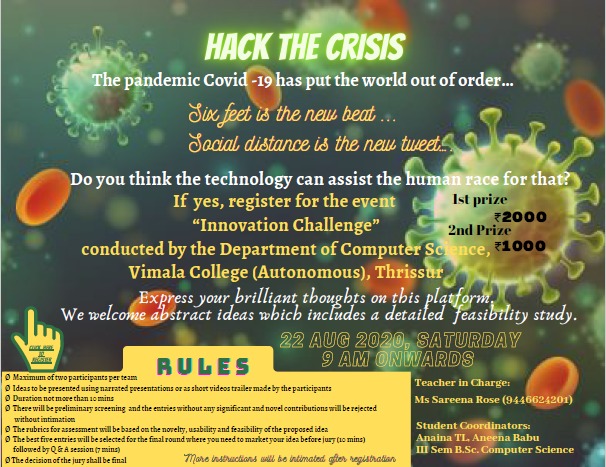 HACK THE CRISIS
The pandemic Covid -19 has put the world out of order...
Six feet is the new beat ...
Social distance is the new tweet...
Do you think the technology can assist the human race for that?
If yes, register for the event
“Innovation Challenge”
conducted by the Department of Computer Science,
Vimala College (Autonomous), Thrissur
1st prize
₹2000
2nd Prize
₹1000
Express your brilliant thoughts on this platform,
We welcome abstract ideas which includes a detailed feasibility study.
22 AUG 2020, SATURDAY
9 AM ONWARDS
CLICK HERE
TO
REGISTER
RULES
Ø Maximum of two participants per team
Ø Ideas to be presented using narrated presentations or as short videos trailer made by the participants
Ø Duration not more than 10 mins
Ø There will be preliminary screening and the entries without any significant and novel contributions will be rejected
without intimation
Ø The rubrics for assessment will be based on the novelty, usability and feasibility of the proposed idea
Ø The best five entries will be selected for the final round where you need to market your idea before jury (10 mins)
followed by Q & A session (7 mins)
Ø The decision of the jury shall be final
*More instructions will be intimated after registration
Teacher in Charge:
Ms Sareena Rose (9446624201)
Student Coordinators:
Anaina TL, Aneena Babu
III Sem B.Sc. Computer Science